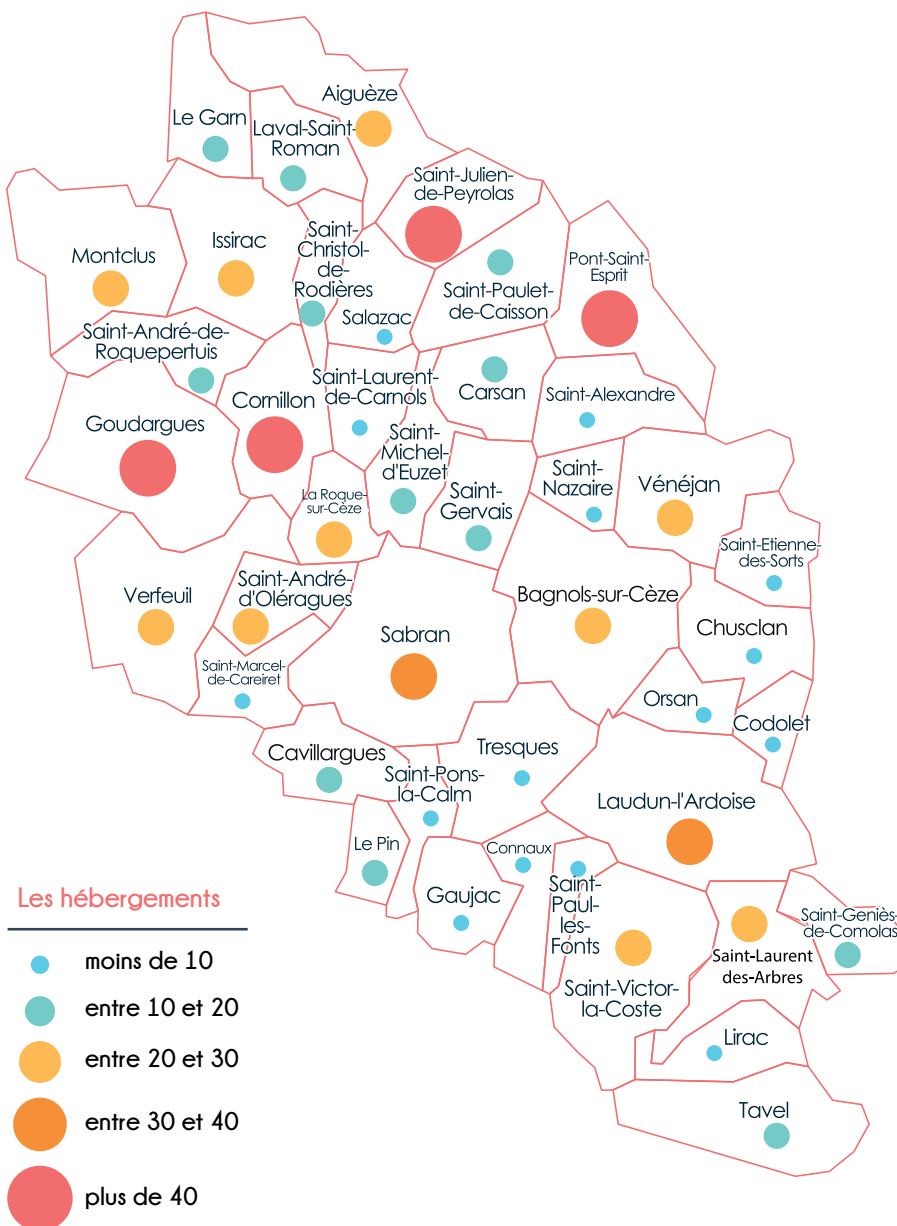 Aiguèze
Le Garn
Laval-Saint-
Roman
Saint-Julien-
de-Peyrolas
Saint-
Christol-
de-
Rodières
Issirac
Montclus
Pont-Saint-
Esprit
Saint-Paulet-
de-Caisson
Salazac
Saint-André-de-
Roquepertuis
Saint-Laurent-
de-Carnols
Carsan
Saint-Alexandre
Cornillon
Goudargues
Saint-
Michel-
d'Euzet
Saint-
Nazaire
Vénéjan
La Roque-
sur-Cèze
Saint-
Gervais
Saint-Etienne-
des-Sorts
Saint-André-
d'Oléragues
Verfeuil
Bagnols-sur-Cèze
Chusclan
Sabran
Saint-Marcel-
de-Careiret
Orsan
Codolet
Cavillargues
Tresques
Saint-Pons-
la-Calm
Laudun-l'Ardoise
Le Pin
Connaux
Gaujac
Saint-
Paul-
les-
Fonts
Saint-Geniès-
de-Comolas
Saint-Laurent
des-Arbres
Saint-Victor-
la-Coste
Lirac
Tavel
Les hébergements
moins de 10
entre 10 et 20
entre 20 et 30
entre 30 et 40
plus de 40